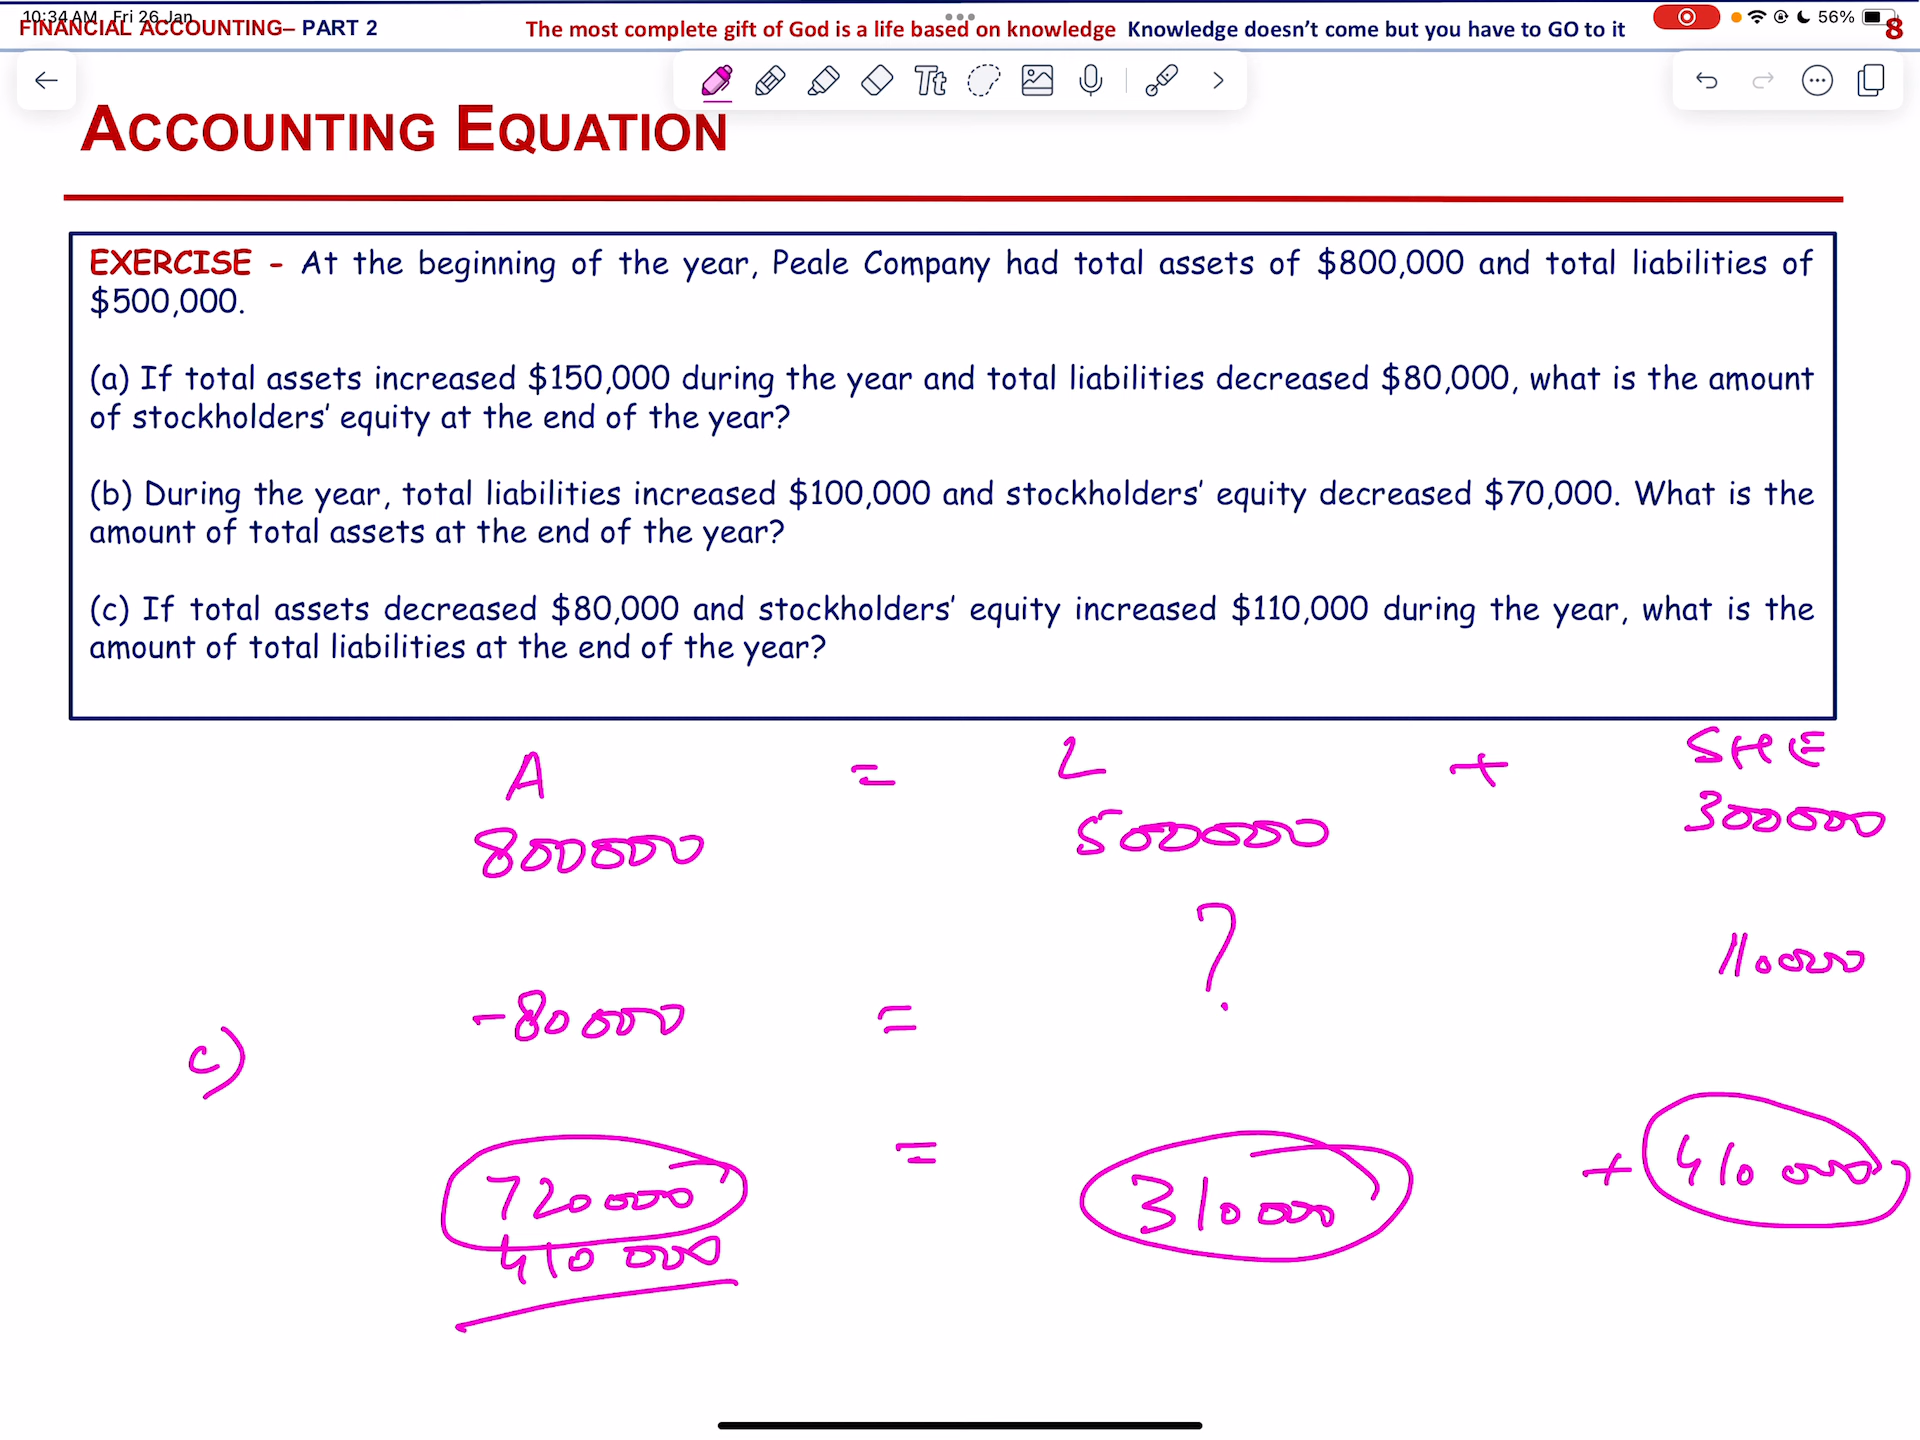 10:34 AM Fri 26 Jan
56%
FINANCIAL ACCOUNTING– PART 2 The most complete gift of God is a life based on knowledge Knowledge doesn't come but you have to GO to it 8
Tt
ACCOUNTING EQUATION
EXERCISE - At the beginning of the year, Peale Company had total assets of $800,000 and total liabilities of
$500,000.
(a) If total assets increased $150,000 during the year and total liabilities decreased $80,000, what is the amount
of stockholders' equity at the end of the year?
(b) During the year, total liabilities increased $100,000 and stockholders' equity decreased $70,000. What is the
amount of total assets at the end of the year?
(c) If total assets decreased $80,000 and stockholders' equity increased $110,000 during the year, what is the
amount of total liabilities at the end of the year?
A = L + SHE
800000 500000 300000
? 110000
-80000 =
c)
720000 = 310000 + 410000
410000